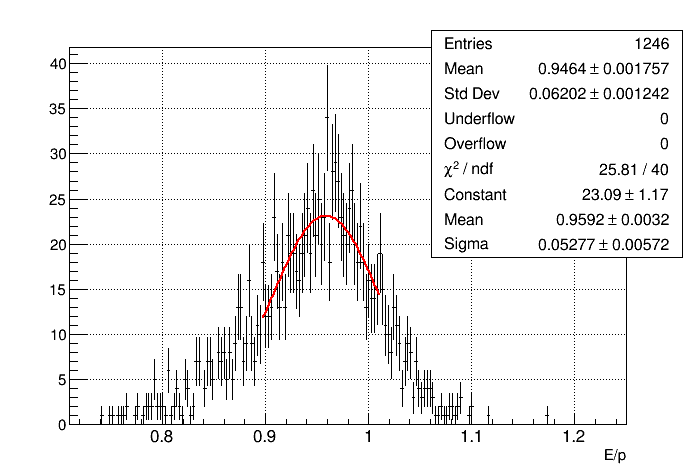 Entries 1246
Mean 0.9464 ± 0.001757
Std Dev 0.06202 ± 0.001242
Underflow 0
Overflow 0
χ² / ndf 25.81 / 40
Constant 23.09 ± 1.17
Mean 0.9592 ± 0.0032
Sigma 0.05277 ± 0.00572
40
35
30
25
20
15
10
5
0
0.8 0.9 1 1.1 1.2
E/p